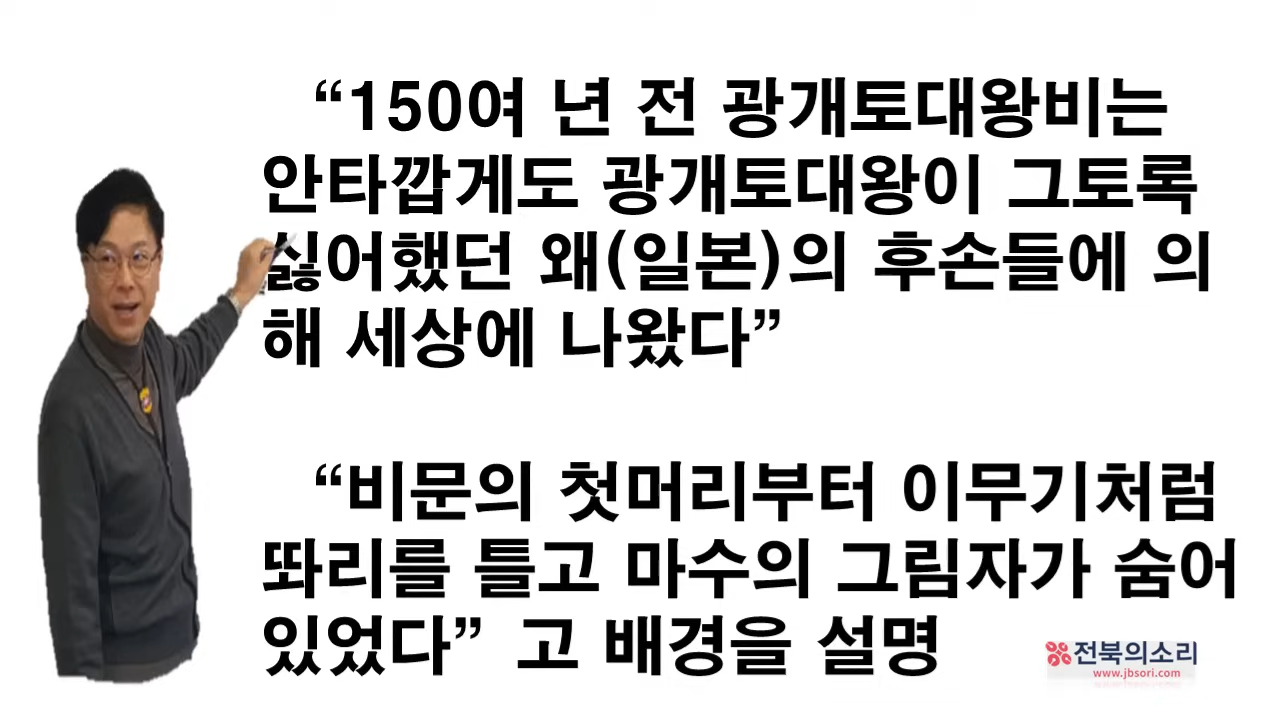 “150여 년 전 광개토대왕비는
안타깝게도 광개토대왕이 그토록
싫어했던 왜(일본)의 후손들에 의
해 세상에 나왔다”
“비문의 첫머리부터 이무기처럼
똬리를 틀고 마수의 그림자가 숨어
있었다” 고 배경을 설명
전북의소리
www.jbsori.com